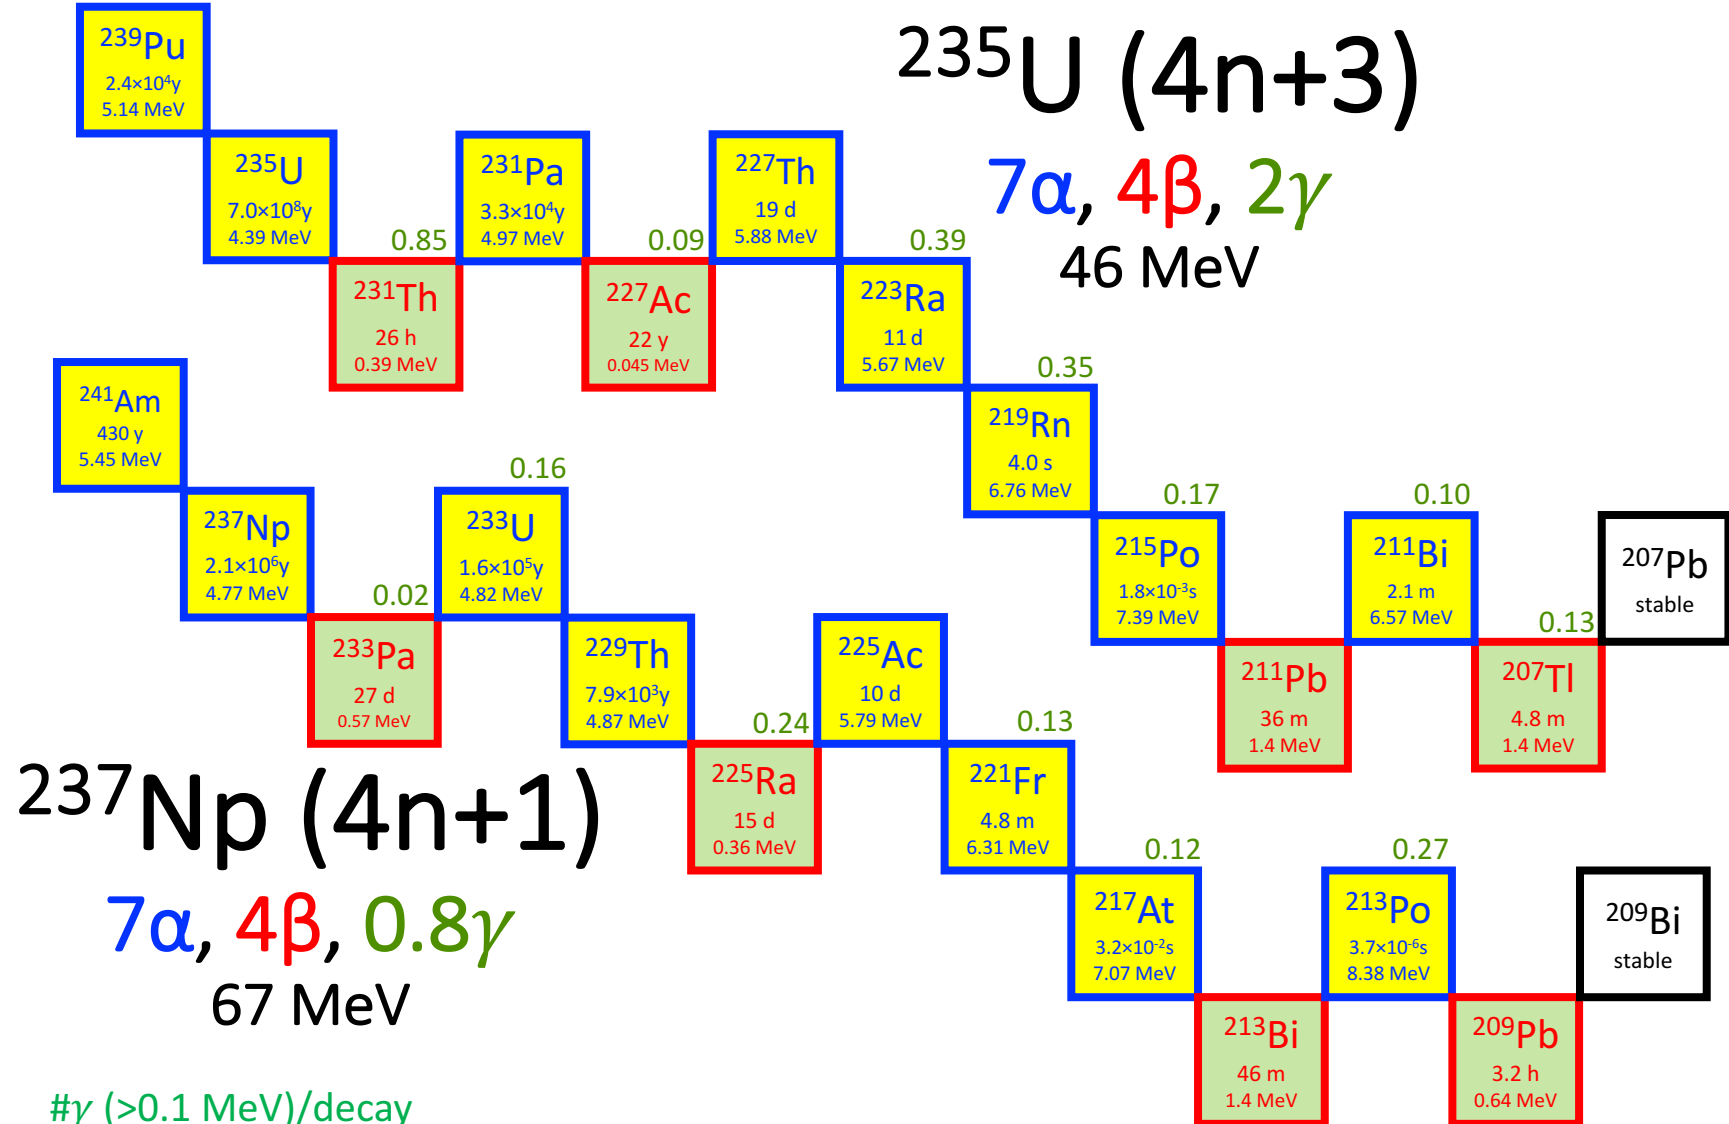 ²³⁹Pu
2.4×10⁴y
5.14 MeV
²³⁵U (4n+3)
7α, 4β, 2γ
46 MeV
²³⁵U
7.0×10⁸y
4.39 MeV
0.85
²³¹Th
26 h
0.39 MeV
²³¹Pa
3.3×10⁴y
4.97 MeV
0.09
²²⁷Ac
22 y
0.045 MeV
²²⁷Th
19 d
5.88 MeV
0.39
²²³Ra
11 d
5.67 MeV
0.35
²¹⁹Rn
4.0 s
6.76 MeV
0.17
²¹⁵Po
1.8×10⁻³s
7.39 MeV
²¹¹Pb
36 m
1.4 MeV
0.10
²¹¹Bi
2.1 m
6.57 MeV
0.13
²⁰⁷Tl
4.8 m
1.4 MeV
²⁰⁷Pb
stable
²⁴¹Am
430 y
5.45 MeV
²³⁷Np
2.1×10⁶y
4.77 MeV
0.02
²³³Pa
27 d
0.57 MeV
0.16
²³³U
1.6×10⁵y
4.82 MeV
²²⁹Th
7.9×10³y
4.87 MeV
0.24
²²⁵Ra
15 d
0.36 MeV
²²⁵Ac
10 d
5.79 MeV
0.13
²²¹Fr
4.8 m
6.31 MeV
0.12
²¹⁷At
3.2×10⁻²s
7.07 MeV
²¹³Bi
46 m
1.4 MeV
0.27
²¹³Po
3.7×10⁻⁶s
8.38 MeV
²⁰⁹Pb
3.2 h
0.64 MeV
²⁰⁹Bi
stable
²³⁷Np (4n+1)
7α, 4β, 0.8γ
67 MeV
#γ (>0.1 MeV)/decay